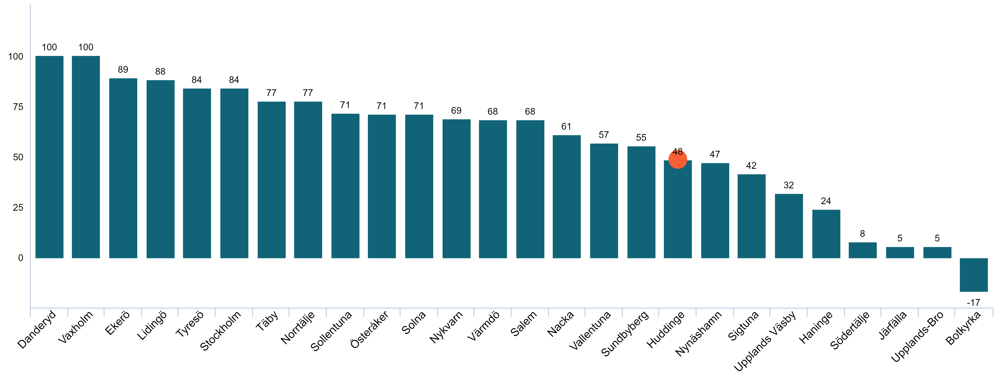 100
75
50
25
0
100
100
89
88
84
84
77
77
71
71
71
69
68
68
61
57
55
48
47
42
32
24
8
5
5
-17
Danderyd
Vaxholm
Ekerö
Lidingö
Tyresö
Stockholm
Täby
Norrtälje
Sollentuna
Österåker
Solna
Nykvarn
Värmdö
Salem
Nacka
Vallentuna
Sundbyberg
Huddinge
Nynäshamn
Sigtuna
Upplands Väsby
Haninge
Södertälje
Järfälla
Upplands-Bro
Botkyrka